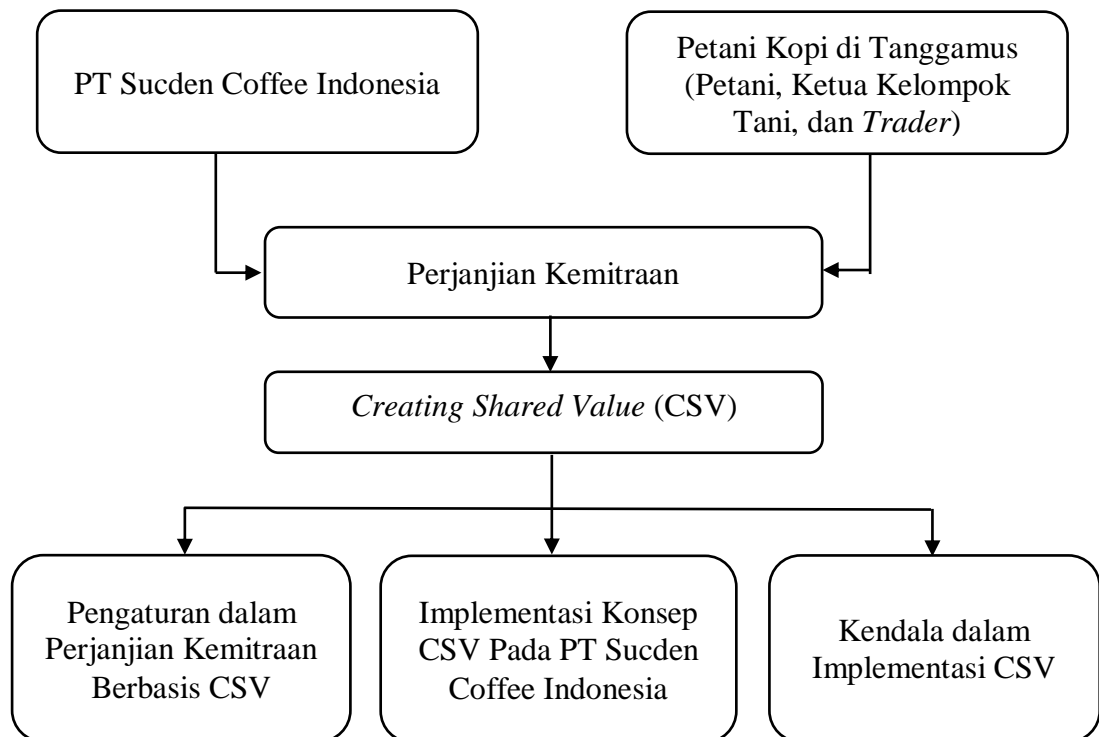 PT Sucden Coffee Indonesia
Petani Kopi di Tanggamus
(Petani, Ketua Kelompok
Tani, dan Trader)
Perjanjian Kemitraan
Creating Shared Value (CSV)
Pengaturan dalam
Perjanjian Kemitraan
Berbasis CSV
Implementasi Konsep
CSV Pada PT Sucden
Coffee Indonesia
Kendala dalam
Implementasi CSV